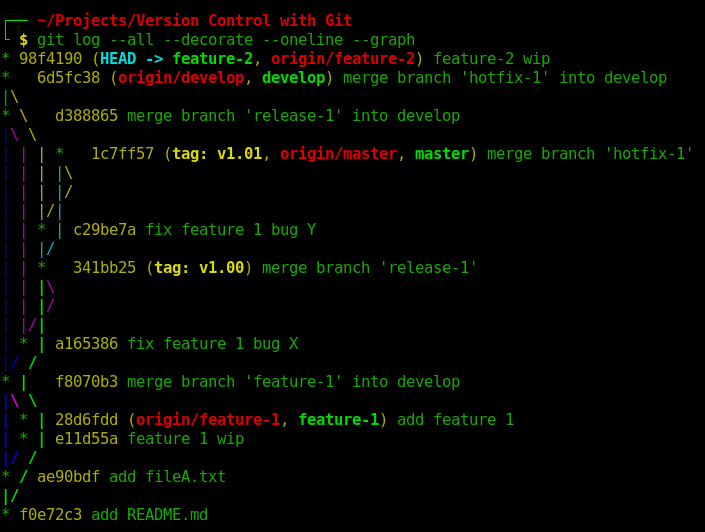 ┌── ~/Projects/Version Control with Git
└ $ git log --all --decorate --oneline --graph
* 98f4190 (HEAD -> feature-2, origin/feature-2) feature-2 wip
*   6d5fc38 (origin/develop, develop) merge branch 'hotfix-1' into develop
|\
* \   d388865 merge branch 'release-1' into develop
|\ \
| | | *   1c7ff57 (tag: v1.01, origin/master, master) merge branch 'hotfix-1'
| | | |\
| | | |/
| | |/|
| | * | c29be7a fix feature 1 bug Y
| | |/
| | *   341bb25 (tag: v1.00) merge branch 'release-1'
| | |\
| | |/
| |/|
| * | a165386 fix feature 1 bug X
|/ /
* |   f8070b3 merge branch 'feature-1' into develop
|\ \
| * | 28d6fdd (origin/feature-1, feature-1) add feature 1
| * | e11d55a feature 1 wip
|/ /
* / ae90bdf add fileA.txt
|/
* f0e72c3 add README.md